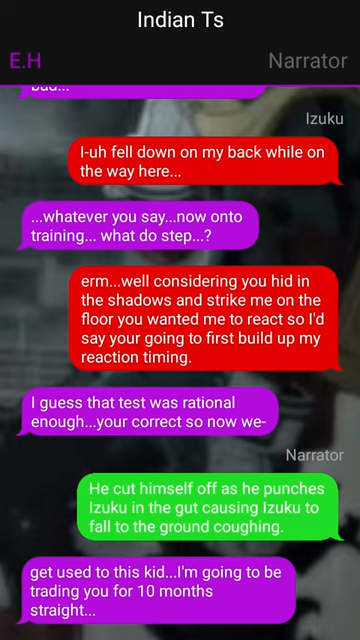 Indian Ts
E.H
Narrator
bad...
Izuku
I-uh fell down on my back while on
the way here...
...whatever you say...now onto
training... what do step...?
erm...well considering you hid in
the shadows and strike me on the
floor you wanted me to react so I'd
say your going to first build up my
reaction timing.
I guess that test was rational
enough...your correct so now we-
Narrator
He cut himself off as he punches
Izuku in the gut causing Izuku to
fall to the ground coughing.
get used to this kid...I'm going to be
trading you for 10 months
straight...